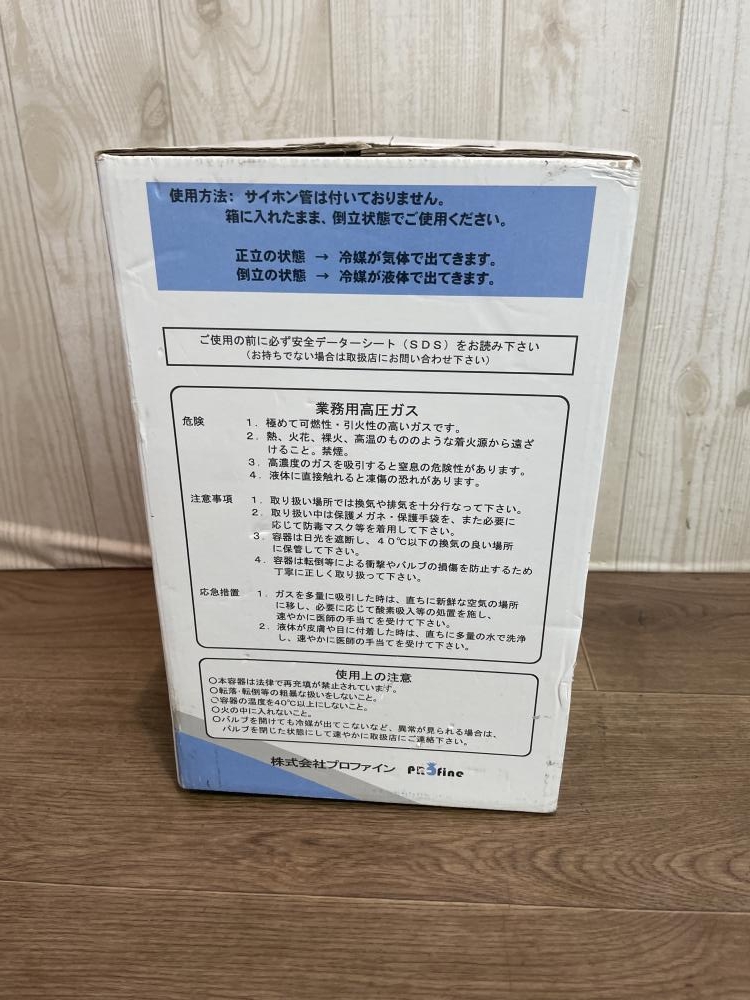 使用方法: サイホン管は付いておりません。
箱に入れたまま、倒立状態でご使用ください。
正立の状態 → 冷媒が気体で出てきます。
倒立の状態 → 冷媒が液体で出てきます。
ご使用の前に必ず安全データーシート(SDS)をお読み下さい
(お持ちでない場合は取扱店にお問い合わせ下さい)
業務用高圧ガス
危険 1. 極めて可燃性・引火性の高いガスです。
2. 熱、火花、裸火、高温のもののような着火源から遠ざ
けること。禁煙。
3. 高濃度のガスを吸引すると窒息の危険性があります。
4. 液体に直接触れると凍傷の恐れがあります。
注意事項 1. 取り扱い場所では換気や排気を十分行なって下さい。
2. 取り扱い中は保護メガネ・保護手袋を、また必要に
応じて防毒マスク等を着用して下さい。
3. 容器は日光を遮断し、40℃以下の換気の良い場所
に保管して下さい。
4. 容器は転倒等による衝撃やバルブの損傷を防止するため
丁寧に正しく取り扱って下さい。
応急措置 1. ガスを多量に吸引した時は、直ちに新鮮な空気の場所
に移し、必要に応じて酸素吸入等の処置を施し、
速やかに医師の手当てを受けて下さい。
2. 液体が皮膚や目に付着した時は、直ちに多量の水で洗浄
し、速やかに医師の手当てを受けて下さい。
使用上の注意
○本容器は法律で再充填が禁止されています。
○転落・転倒等の粗暴な扱いをしないこと。
○容器の温度を40℃以上にしないこと。
○火の中に入れないこと。
○バルブを開けても冷媒が出てこないなど、異常が見られる場合は、
バルブを閉じた状態にして速やかに取扱店にご連絡下さい。
株式会社プロファイン PR3fine